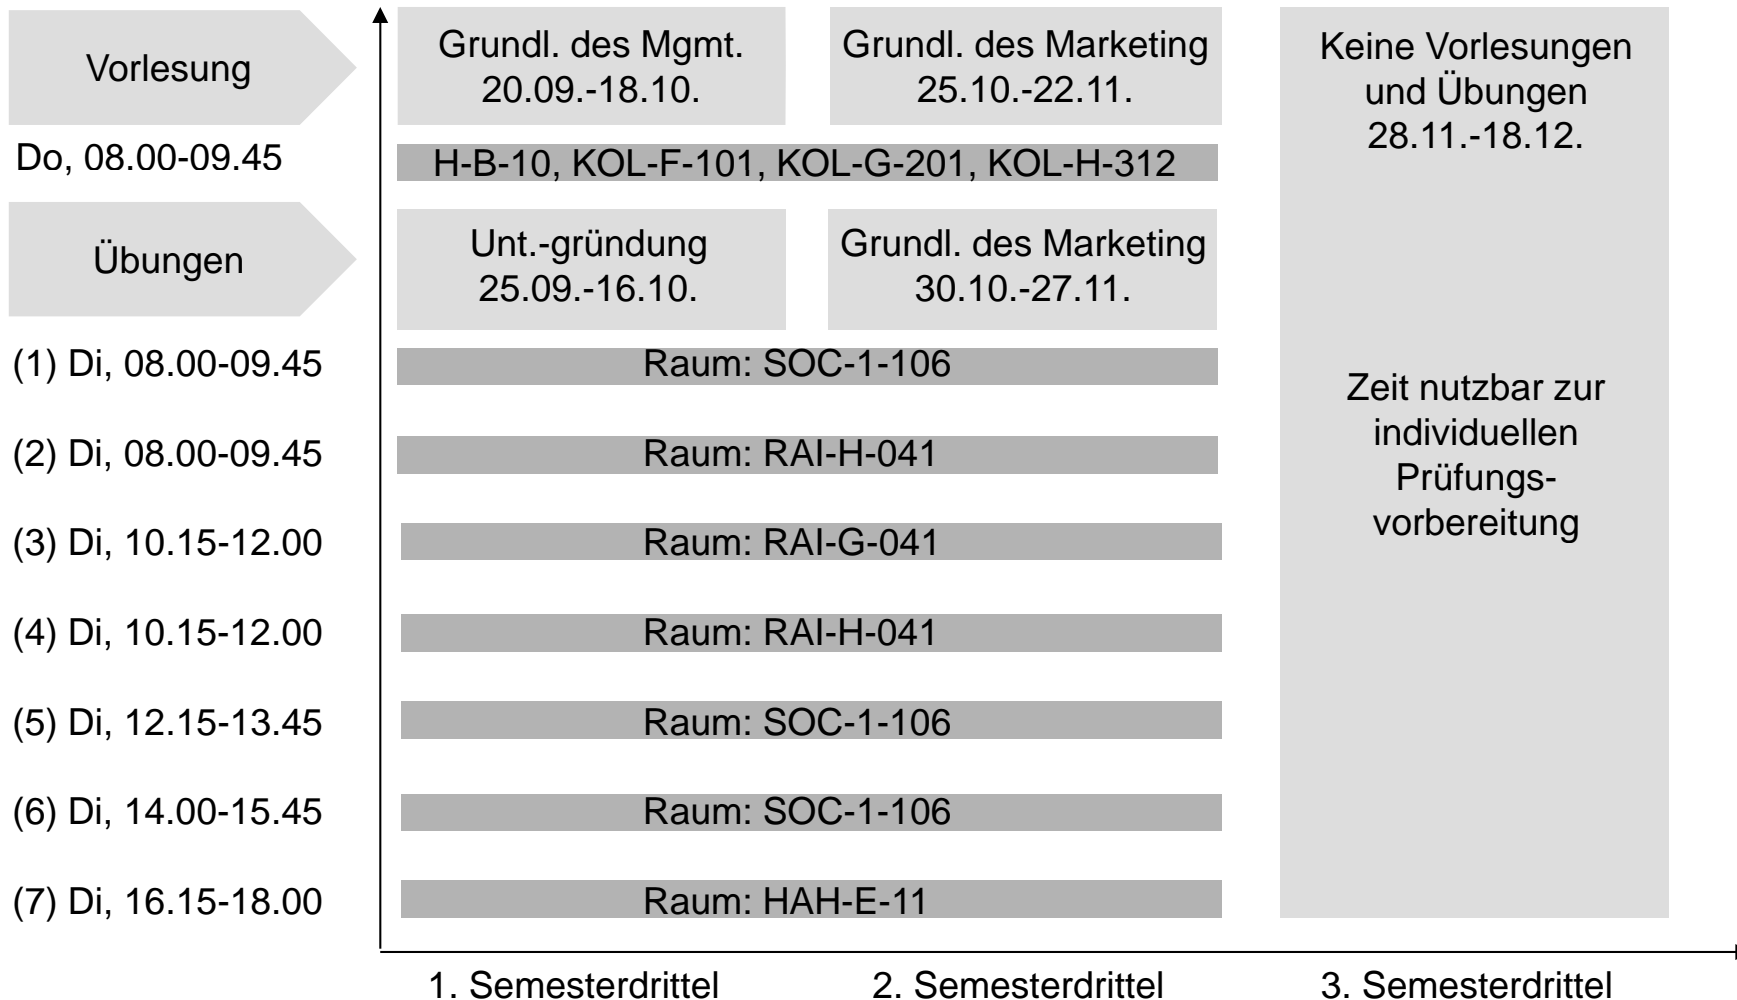 Vorlesung
Grundl. des Mgmt.
20.09.-18.10.
Grundl. des Marketing
25.10.-22.11.
Keine Vorlesungen
und Übungen
28.11.-18.12.
Do, 08.00-09.45
H-B-10, KOL-F-101, KOL-G-201, KOL-H-312
Übungen
Unt.-gründung
25.09.-16.10.
Grundl. des Marketing
30.10.-27.11.
(1) Di, 08.00-09.45
Raum: SOC-1-106
(2) Di, 08.00-09.45
Raum: RAI-H-041
(3) Di, 10.15-12.00
Raum: RAI-G-041
(4) Di, 10.15-12.00
Raum: RAI-H-041
(5) Di, 12.15-13.45
Raum: SOC-1-106
(6) Di, 14.00-15.45
Raum: SOC-1-106
(7) Di, 16.15-18.00
Raum: HAH-E-11
Zeit nutzbar zur
individuellen
Prüfungs-
vorbereitung
1. Semesterdrittel
2. Semesterdrittel
3. Semesterdrittel